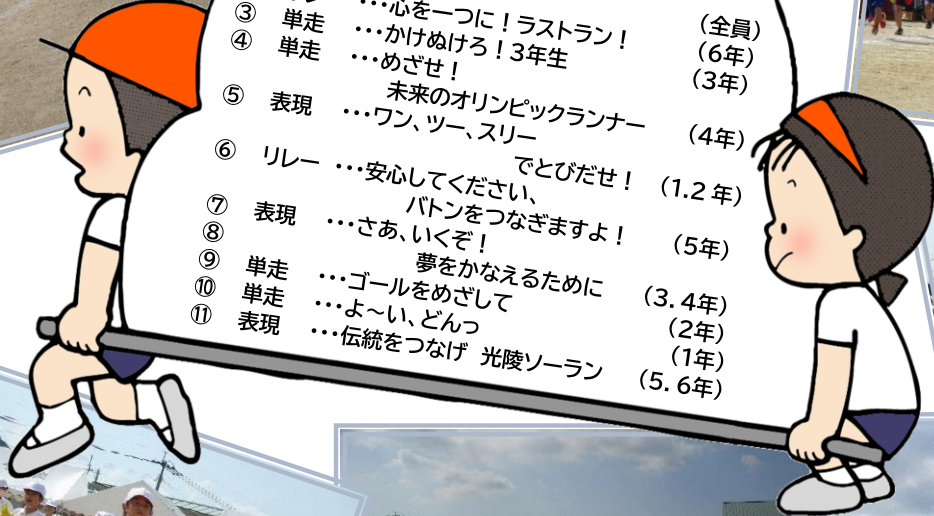 （全員）
・・・心を一つに！ラストラン！ （6年）
③ 単走 ・・・かけぬけろ！3年生 （3年）
④ 単走 ・・・めざせ！
未来のオリンピックランナー （4年）
⑤ 表現 ・・・ワン、ツー、スリー
でとびだせ！ （1.2年）
⑥ リレー ・・・安心してください、
バトンをつなぎますよ！ （5年）
⑦ 表現 ・・・さあ、いくぞ！
⑧ 夢をかなえるために （3.4年）
⑨ 単走 ・・・ゴールをめざして （2年）
⑩ 単走 ・・・よ～い、どんっ （1年）
⑪ 表現 ・・・伝統をつなげ 光陵ソーラン （5.6年）